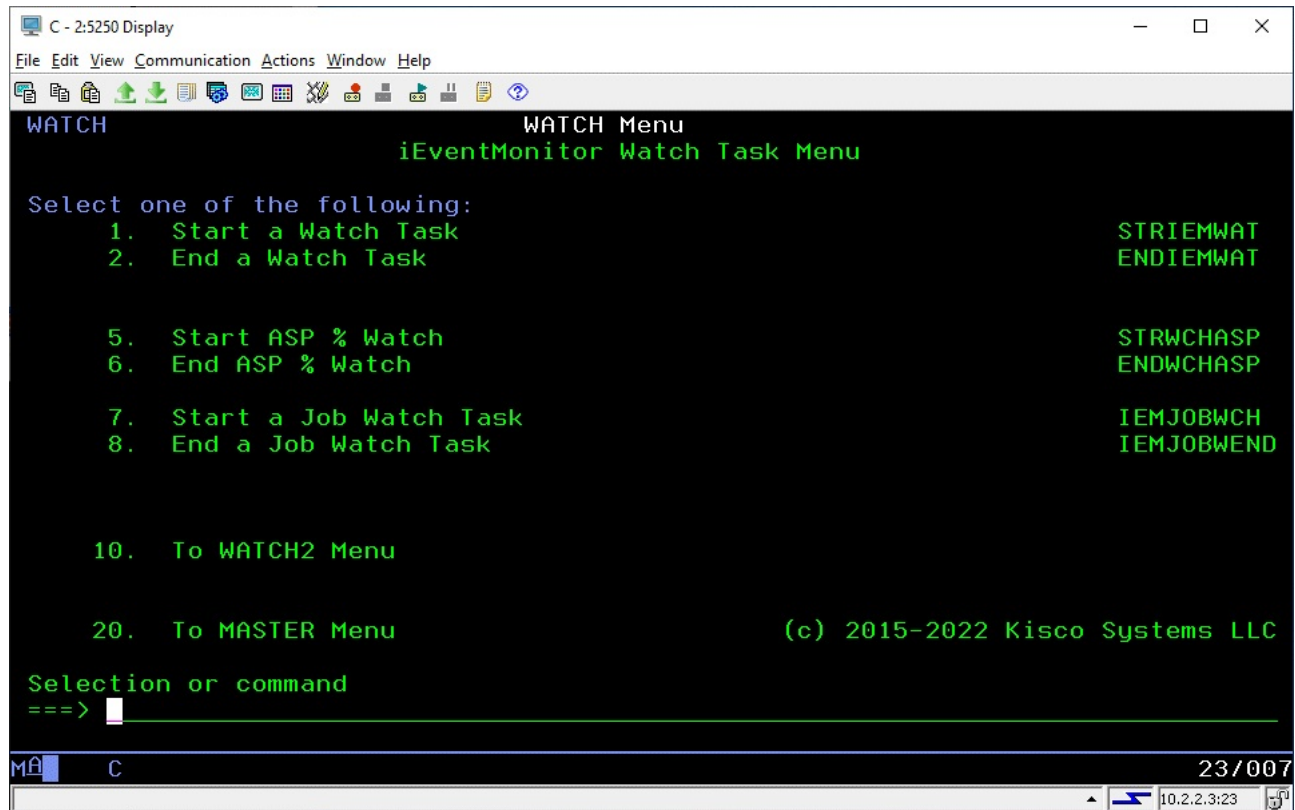 C - 2:5250 Display
File Edit View Communication Actions Window Help
WATCH WATCH Menu
iEventMonitor Watch Task Menu
Select one of the following:
1. Start a Watch Task STRIEMWAT
2. End a Watch Task ENDIEMWAT
5. Start ASP % Watch STRWCHASP
6. End ASP % Watch ENDWCHASP
7. Start a Job Watch Task IEMJOBWCH
8. End a Job Watch Task IEMJOBWEND
10. To WATCH2 Menu
20. To MASTER Menu (c) 2015-2022 Kisco Systems LLC
Selection or command
===>
MA C 23/007
10.2.2.3:23